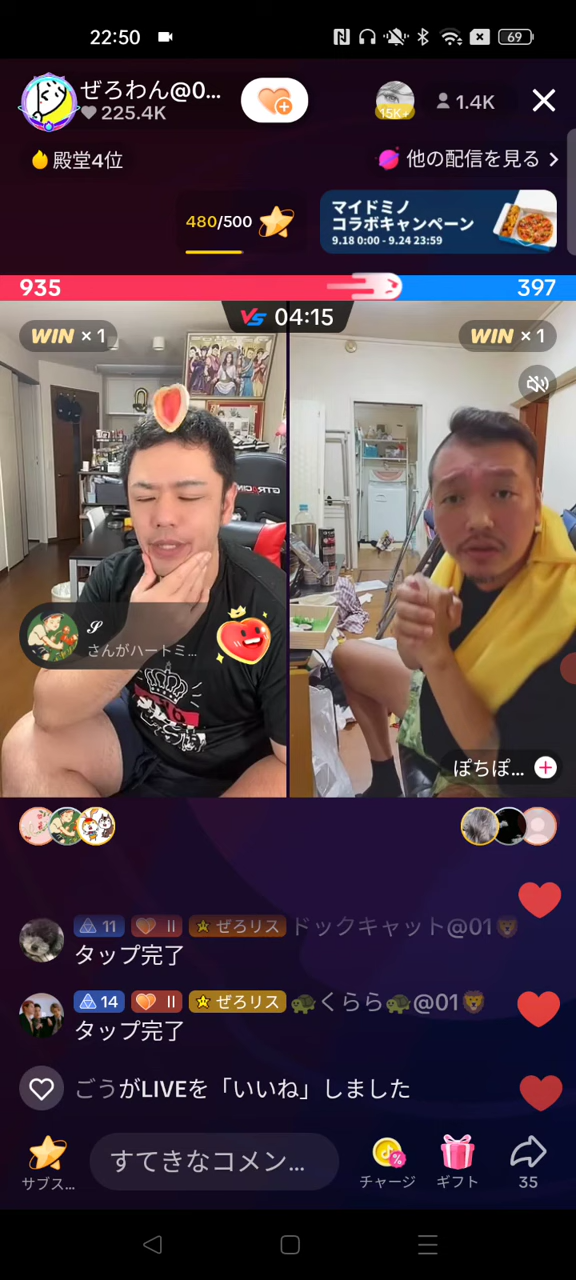 22:50
69
ぜろわん@0...
225.4K
15K+
1.4K
殿堂4位
他の配信を見る
480/500
マイドミノ
コラボキャンペーン
9.18 0:00 - 9.24 23:59
935
397
VS 04:15
WIN × 1
WIN × 1
GTRACING
さんがハートミ...
ぽちぽ...
11 II ぜろリス ドックキャット@01🦁
タップ完了
14 II ぜろリス 🐢くらら🐢@01🦁
タップ完了
ごうがLIVEを「いいね」しました
サブス...
すてきなコメン...
チャージ
ギフト
35